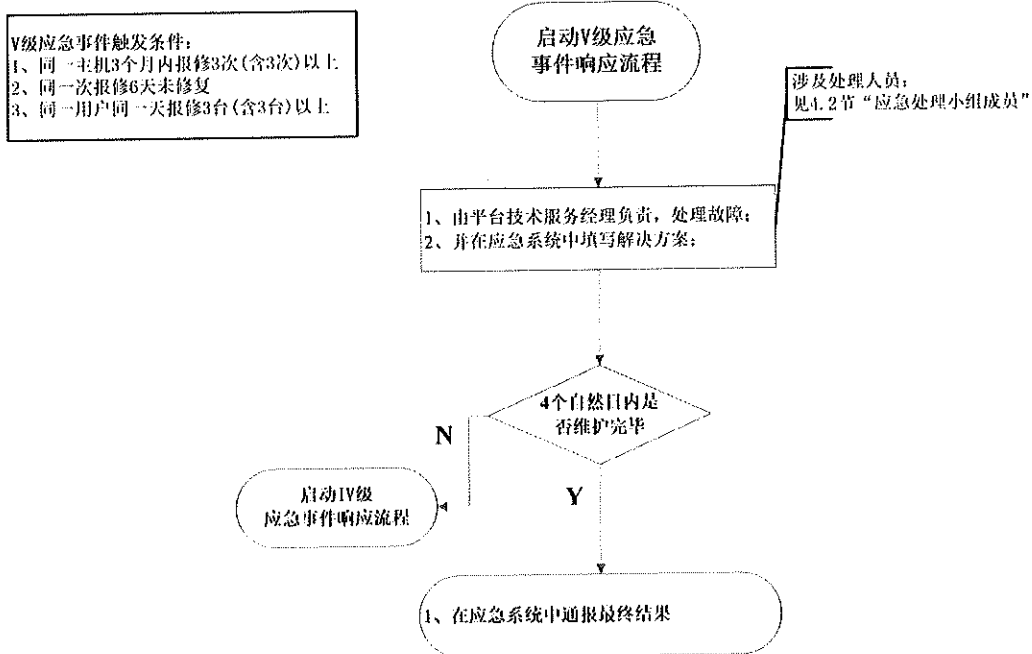 V级应急事件触发条件：
1、同一主机3个月内报修3次(含3次)以上
2、同一次报修6天未修复
3、同一用户同一天报修3台(含3台)以上
启动V级应急
事件响应流程
涉及处理人员：
见4.2节“应急处理小组成员”
1、由平台技术服务经理负责，处理故障；
2、并在应急系统中填写解决方案；
4个自然日内是
否维护完毕
N
Y
启动IV级
应急事件响应流程
1、在应急系统中通报最终结果